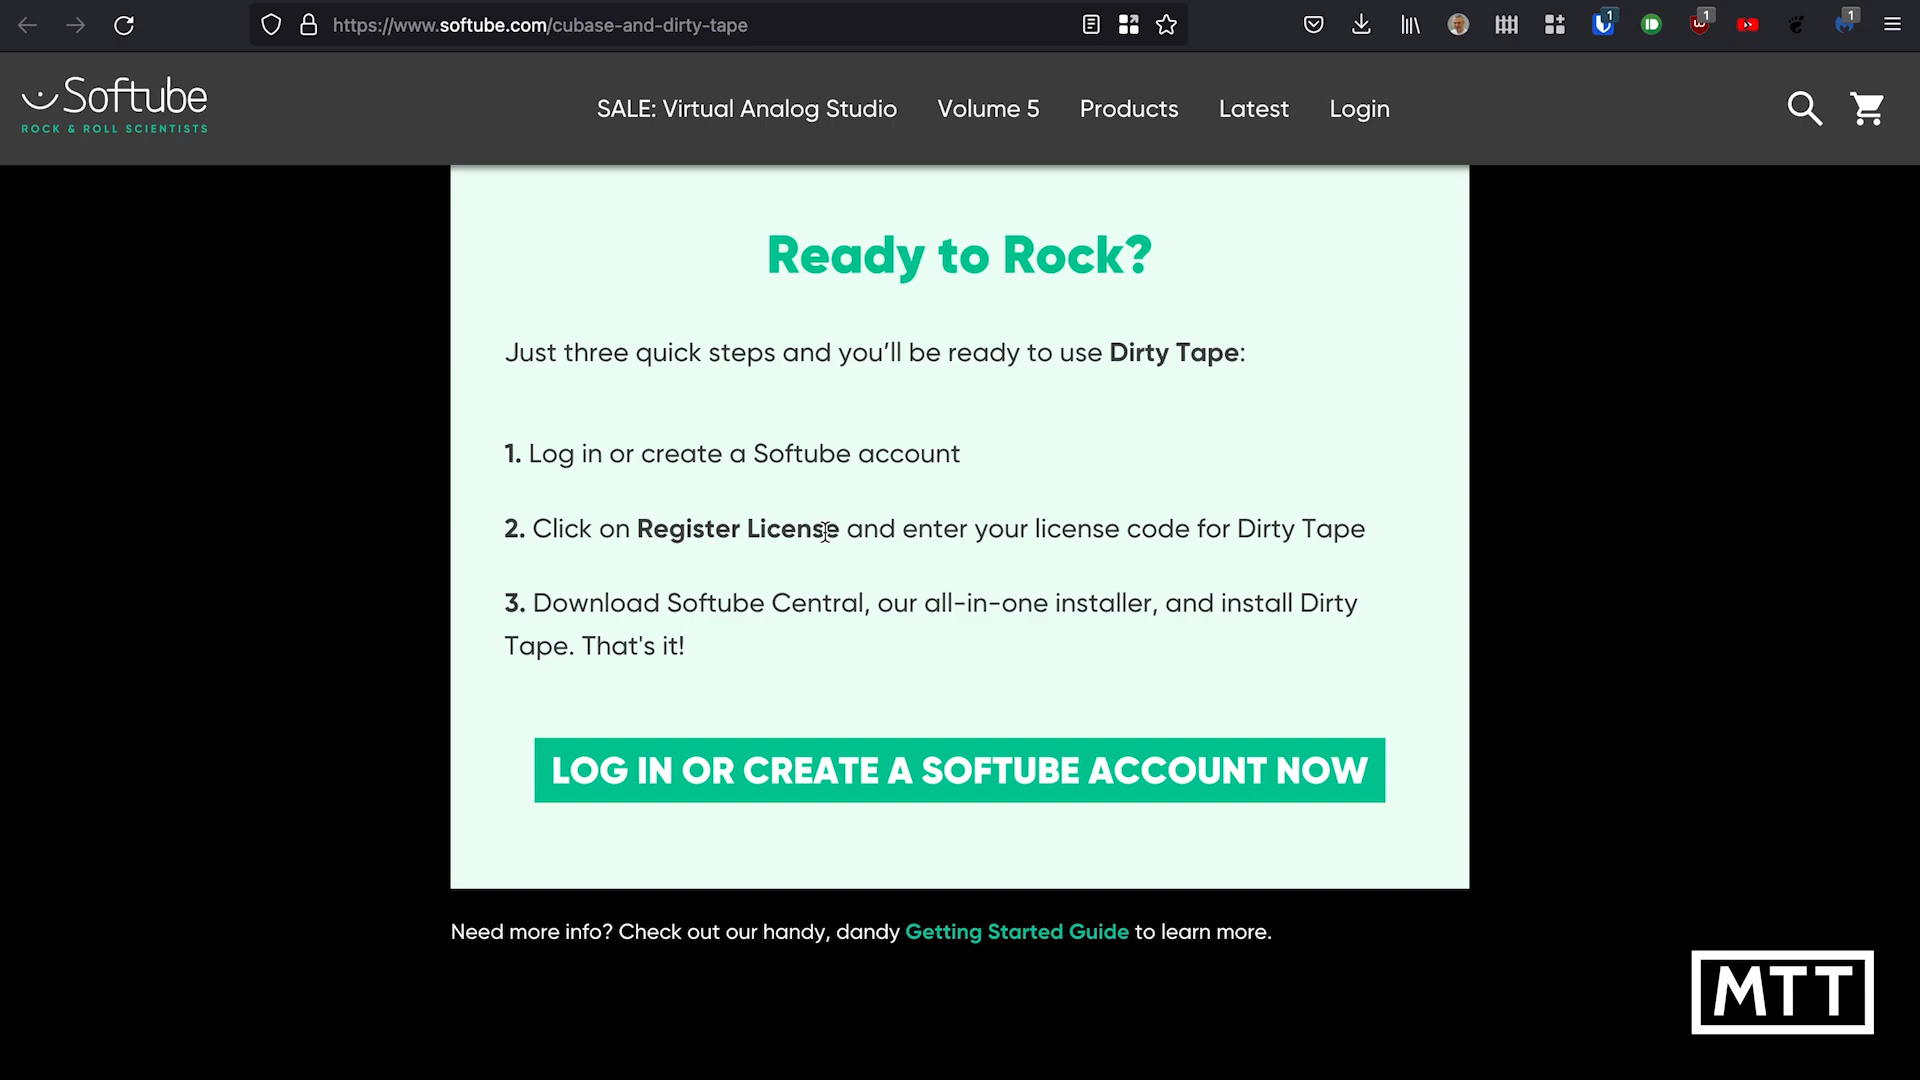 https://www.softube.com/cubase-and-dirty-tape
1
1
1
Softube
ROCK & ROLL SCIENTISTS
SALE: Virtual Analog Studio Volume 5 Products Latest Login
Ready to Rock?
Just three quick steps and you’ll be ready to use Dirty Tape:
1. Log in or create a Softube account
2. Click on Register License and enter your license code for Dirty Tape
3. Download Softube Central, our all-in-one installer, and install Dirty
Tape. That's it!
LOG IN OR CREATE A SOFTUBE ACCOUNT NOW
Need more info? Check out our handy, dandy Getting Started Guide to learn more.
MTT